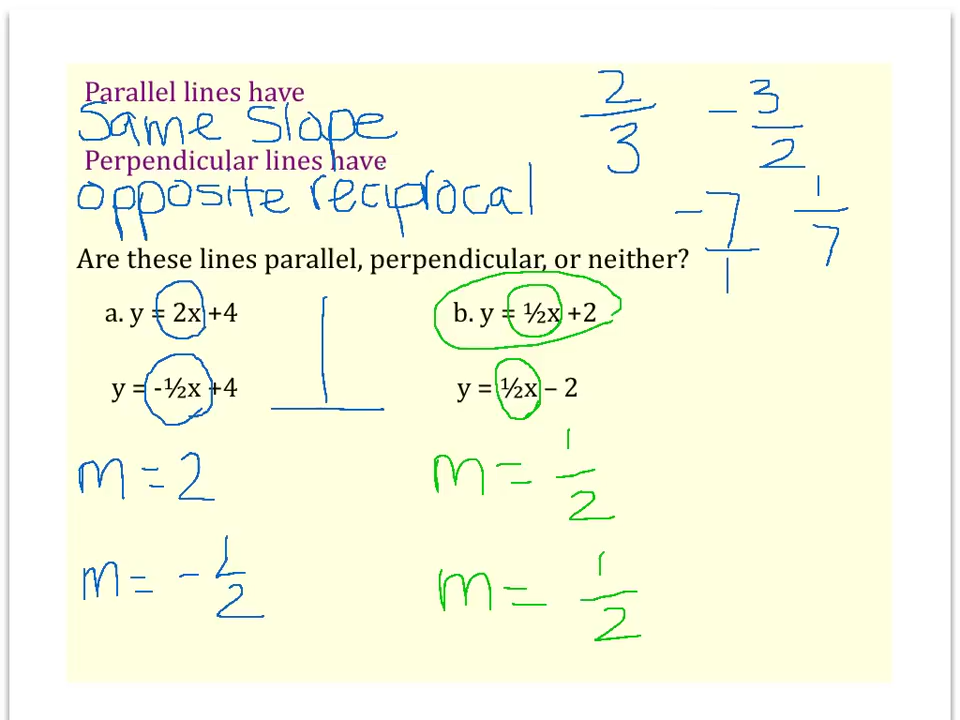 Parallel lines have
same slope
Perpendicular lines have
opposite reciprocal
2/3 -3/2
-7/1 1/7
Are these lines parallel, perpendicular, or neither?
a. y = 2x +4
y = -½x +4
b. y = ½x +2
y = ½x – 2
m = 2
m = -1/2
m = 1/2
m = 1/2